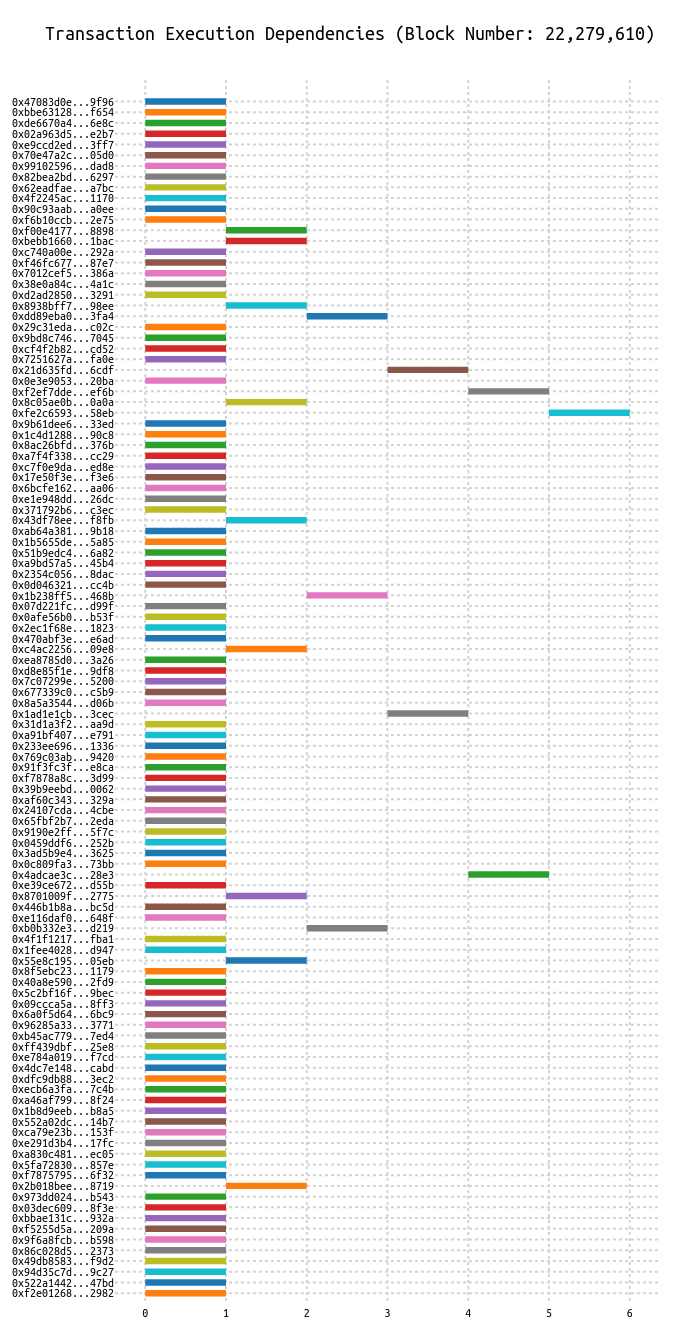 Transaction Execution Dependencies (Block Number: 22,279,610)
0x47083d0e...9f96
0xbbe63128...f654
0xde6670a4...6e8c
0x02a963d5...e2b7
0xe9ccd2ed...3ff7
0x70e47a2c...05d0
0x99102596...dad8
0x82bea2bd...6297
0x62eadfae...a7bc
0x4f2245ac...1170
0x90c93aab...a0ee
0xf6b10ccb...2e75
0xf00e4177...8898
0xbebb1660...1bac
0xc740a00e...292a
0xf46fc677...87e7
0x7012cef5...386a
0x38e0a84c...4a1c
0xd2ad2850...3291
0x8938bff7...98ee
0xdd89eba0...3fa4
0x29c31eda...c02c
0x9bd8c746...7045
0xcf4f2b82...cd52
0x7251627a...fa0e
0x21d635fd...6cdf
0x0e3e9053...20ba
0xf2ef7dde...ef6b
0x8c05ae0b...0a0a
0xfe2c6593...58eb
0x9b61dee6...33ed
0x1c4d1288...90c8
0x8ac26bfd...376b
0xa7f4f338...cc29
0xc7f0e9da...ed8e
0x17e50f3e...f3e6
0x6bcfe162...aa06
0xe1e948dd...26dc
0x371792b6...c3ec
0x43df78ee...f8fb
0xab64a381...9b18
0x1b5655de...5a85
0x51b9edc4...6a82
0xa9bd57a5...45b4
0x2354c056...8dac
0x0d046321...cc4b
0x1b238ff5...468b
0x07d221fc...d99f
0x0afe56b0...b53f
0x2ec1f68e...1823
0x470abf3e...e6ad
0xc4ac2256...09e8
0xea8785d0...3a26
0xd8e85f1e...9df8
0x7c07299e...5200
0x677339c0...c5b9
0x8a5a3544...d06b
0x1ad1e1cb...3cec
0x31d1a3f2...aa9d
0xa91bf407...e791
0x233ee696...1336
0x769c03ab...9420
0x91f3fc3f...e8ca
0xf7878a8c...3d99
0x39b9eebd...0062
0xaf60c343...329a
0x24107cda...4cbe
0x65fbf2b7...2eda
0x9190e2ff...5f7c
0x0459ddf6...252b
0x3ad5b9e4...3625
0x0c809fa3...73bb
0x4adcae3c...28e3
0xe39ce672...d55b
0x8701009f...2775
0x446b1b8a...bc5d
0xe116daf0...648f
0xb0b332e3...d219
0x4f1f1217...fba1
0x1fee4028...d947
0x55e8c195...05eb
0x8f5ebc23...1179
0x40a8e590...2fd9
0x5c2bf16f...9bec
0x09ccca5a...8ff3
0x6a0f5d64...6bc9
0x96285a33...3771
0xb45ac779...7ed4
0xff439dbf...25e8
0xe784a019...f7cd
0x4dc7e148...cabd
0xdfc9db88...3ec2
0xecb6a3fa...7c4b
0xa46af799...8f24
0x1b8d9eeb...b8a5
0x552a02dc...14b7
0xca79e23b...153f
0xe291d3b4...17fc
0xa830c481...ec05
0x5fa72830...857e
0xf7875795...6f32
0x2b018bee...8719
0x973dd024...b543
0x03dec609...8f3e
0xbbae131c...932a
0xf5255d5a...209a
0x9f6a8fcb...b598
0x86c028d5...2373
0x49db8583...f9d2
0x94d35c7d...9c27
0x522a1442...47bd
0xf2e01268...2982
0 1 2 3 4 5 6